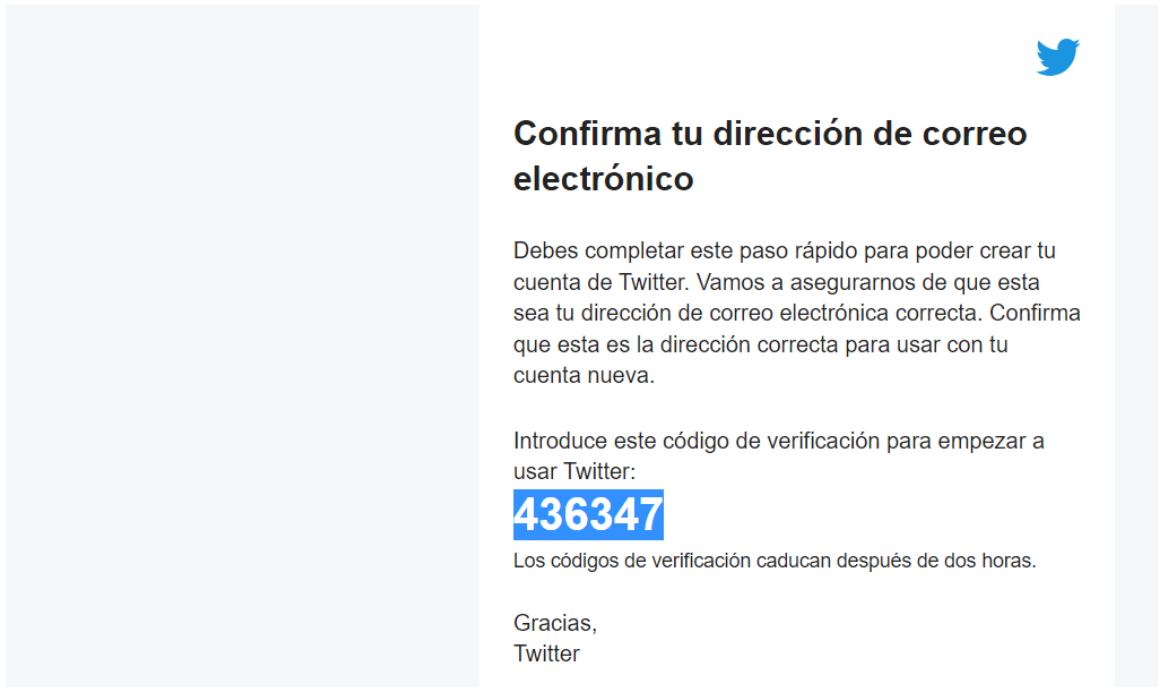 Confirma tu dirección de correo
electrónico
Debes completar este paso rápido para poder crear tu
cuenta de Twitter. Vamos a asegurarnos de que esta
sea tu dirección de correo electrónica correcta. Confirma
que esta es la dirección correcta para usar con tu
cuenta nueva.
Introduce este código de verificación para empezar a
usar Twitter:
436347
Los códigos de verificación caducan después de dos horas.
Gracias,
Twitter